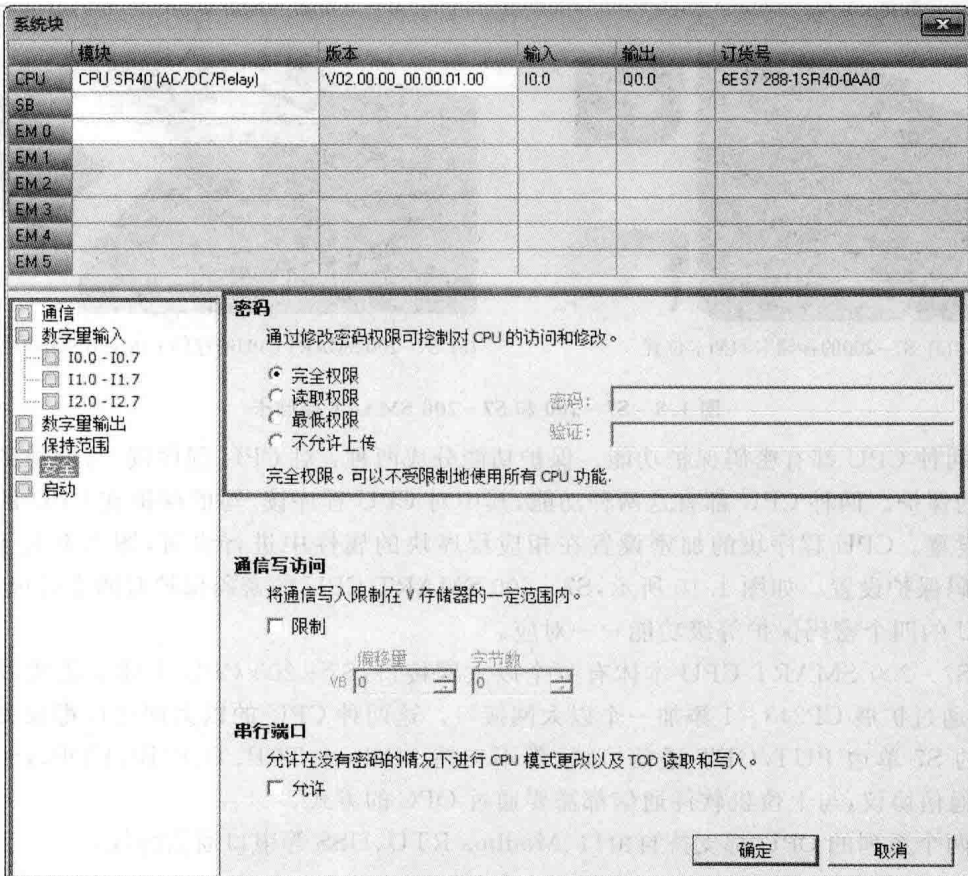 系统块
模块 版本 输入 输出 订货号
CPU CPU SR40 (AC/DC/Relay) V02.00.00_00.00.01.00 I0.0 Q0.0 6ES7 288-1SR40-0AA0
SB
EM 0
EM 1
EM 2
EM 3
EM 4
EM 5
通信
数字量输入
I0.0 - I0.7
I1.0 - I1.7
I2.0 - I2.7
数字量输出
保持范围
安全
启动
密码
通过修改密码权限可控制对 CPU 的访问和修改。
完全权限
读取权限
最低权限
不允许上传
密码:
验证:
完全权限。可以不受限制地使用所有 CPU 功能.
通信写访问
将通信写入限制在 V 存储器的一定范围内。
限制
偏移量 字节数
VB 0 0
串行端口
允许在没有密码的情况下进行 CPU 模式更改以及 TOD 读取和写入。
允许
确定 取消